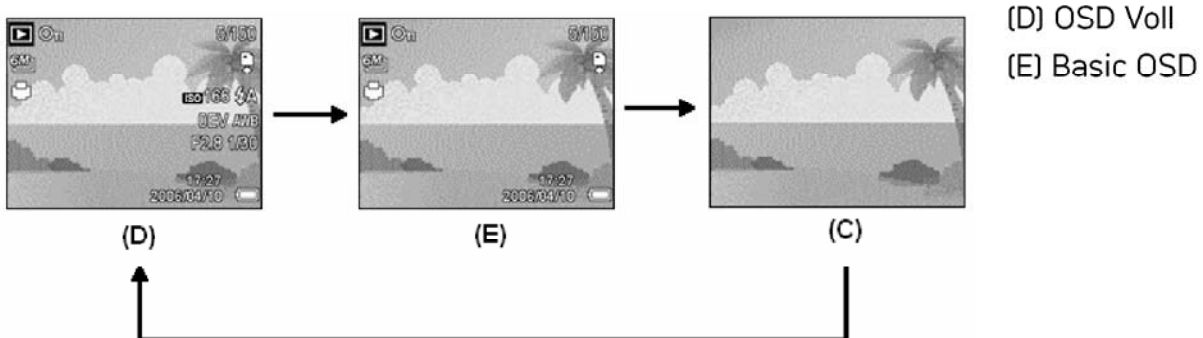 (D) OSD Voll
(E) Basic OSD
5/150
6M
ISO 166 A
0EV AWB
F2.8 1/30
17:27
2006/04/10
(D)
5/150
6M
17:27
2006/04/10
(E)
(C)